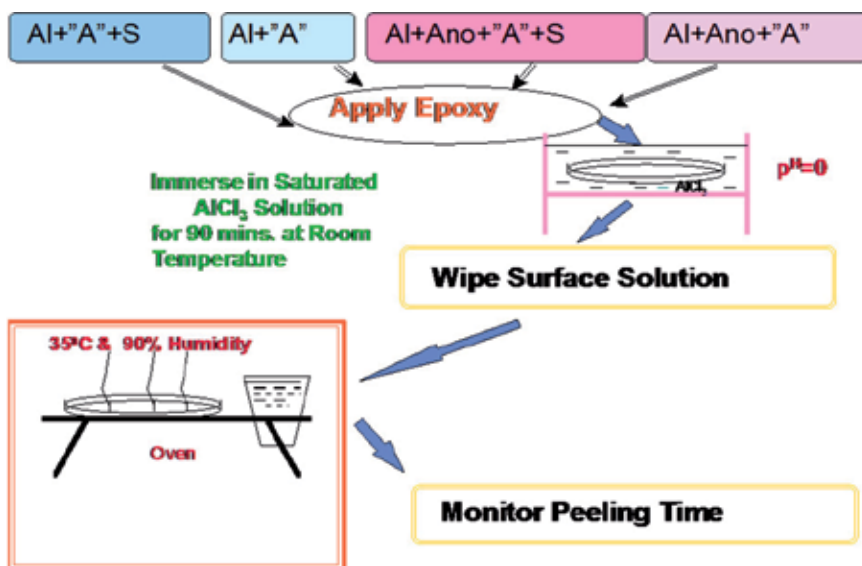 Al+”A”+S
Al+”A”
Al+Ano+”A”+S
Al+Ano+”A”
Apply Epoxy
Immerse in Saturated
AlCl₃ Solution
for 90 mins. at Room
Temperature
AlCl₃
pᴴ=0
Wipe Surface Solution
35ºC & 90% Humidity
Oven
Monitor Peeling Time